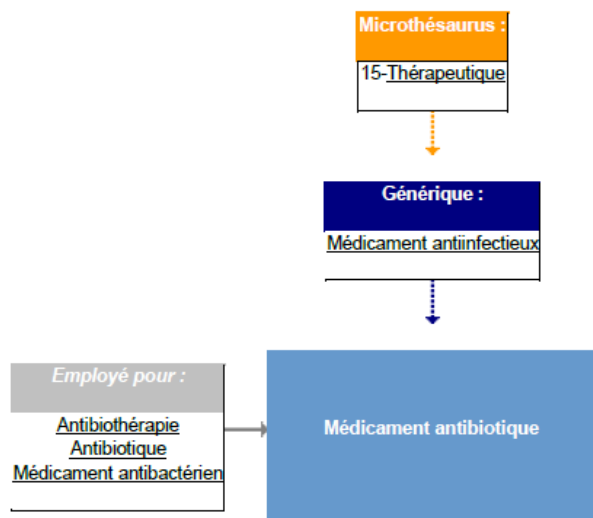 Microthésaurus :
15-Thérapeutique
Générique :
Médicament antiinfectieux
Employé pour :
Antibiothérapie
Antibiotique
Médicament antibactérien
Médicament antibiotique